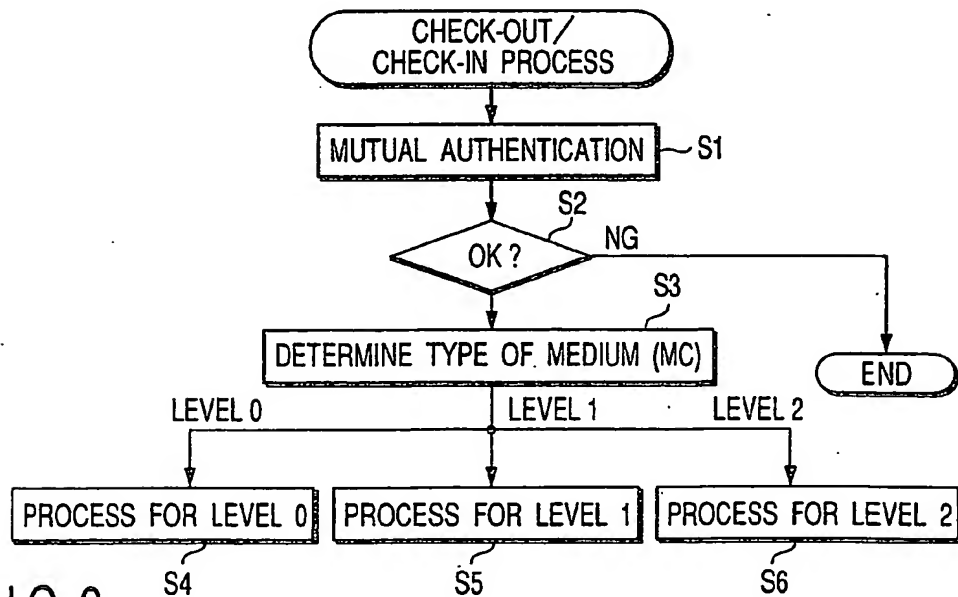 CHECK-OUT/
CHECK-IN PROCESS
MUTUAL AUTHENTICATION
S1
S2
OK ?
NG
S3
DETERMINE TYPE OF MEDIUM (MC)
END
LEVEL 0
LEVEL 1
LEVEL 2
PROCESS FOR LEVEL 0
PROCESS FOR LEVEL 1
PROCESS FOR LEVEL 2
S4
S5
S6